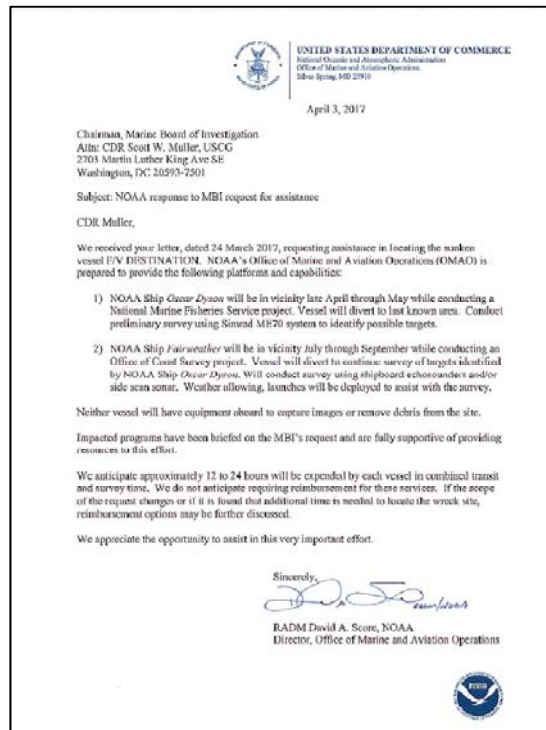 UNITED STATES DEPARTMENT OF COMMERCE
National Oceanic and Atmospheric Administration
Office of Marine and Aviation Operations
Silver Spring, MD 20910
April 3, 2017
Chairman, Marine Board of Investigation
Attn: CDR Scott W. Muller, USCG
2703 Martin Luther King Ave SE
Washington, DC 20593-7501
Subject: NOAA response to MBI request for assistance
CDR Muller,
We received your letter, dated 24 March 2017, requesting assistance in locating the sunken
vessel F/V DESTINATION. NOAA's Office of Marine and Aviation Operations (OMAO) is
prepared to provide the following platforms and capabilities:
1) NOAA Ship Oscar Dyson will be in vicinity late April through May while conducting a
National Marine Fisheries Service project. Vessel will divert to last known area. Conduct
preliminary survey using Simrad ME70 system to identify possible targets.
2) NOAA Ship Fairweather will be in vicinity July through September while conducting an
Office of Coast Survey project. Vessel will divert to continue survey of targets identified
by NOAA Ship Oscar Dyson. Will conduct survey using shipboard echosounders and/or
side scan sonar. Weather allowing, launches will be deployed to assist with the survey.
Neither vessel will have equipment aboard to capture images or remove debris from the site.
Impacted programs have been briefed on the MBI's request and are fully supportive of providing
resources to this effort.
We anticipate approximately 12 to 24 hours will be expended by each vessel in combined transit
and survey time. We do not anticipate requiring reimbursement for these services. If the scope
of the request changes or if it is found that additional time is needed to locate the wreck site,
reimbursement options may be further discussed.
We appreciate the opportunity to assist in this very important effort.
Sincerely,
RADM David A. Score, NOAA
Director, Office of Marine and Aviation Operations